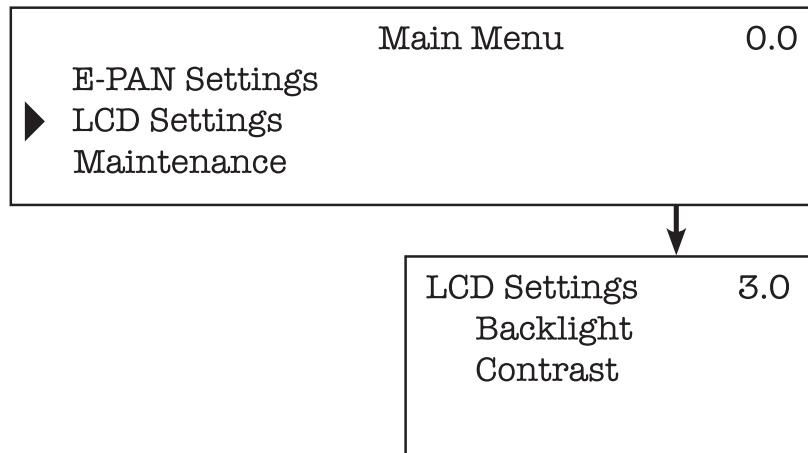 Main Menu 0.0
E-PAN Settings
LCD Settings
Maintenance
LCD Settings 3.0
Backlight
Contrast